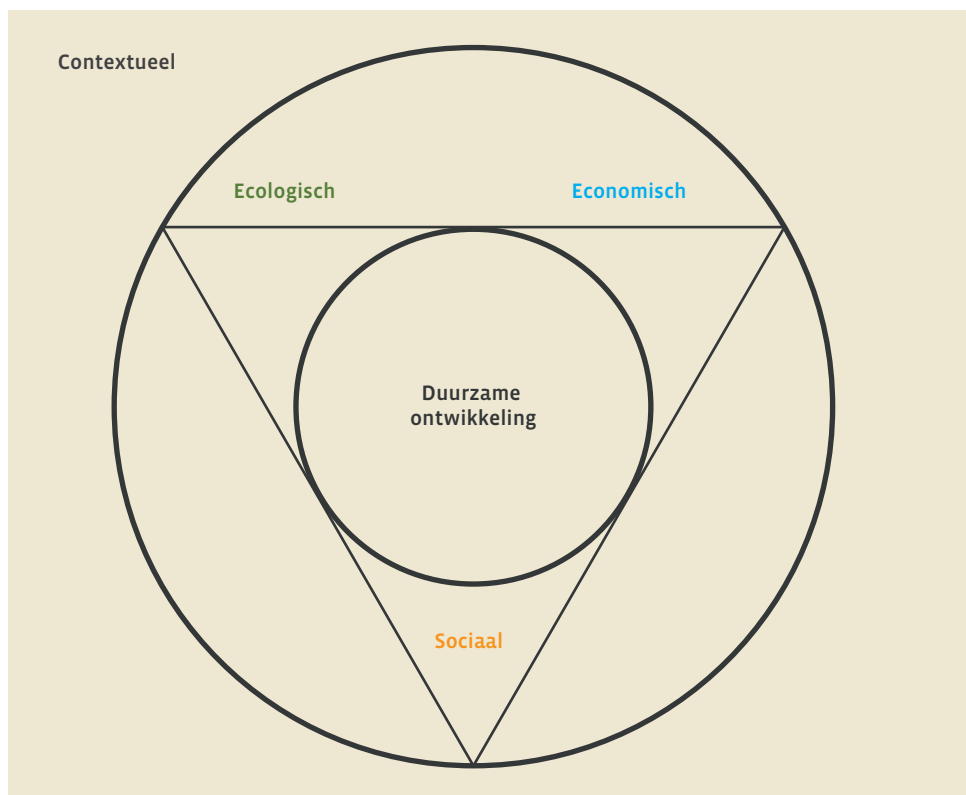 Contextueel
Ecologisch
Economisch
Duurzame
ontwikkeling
Sociaal